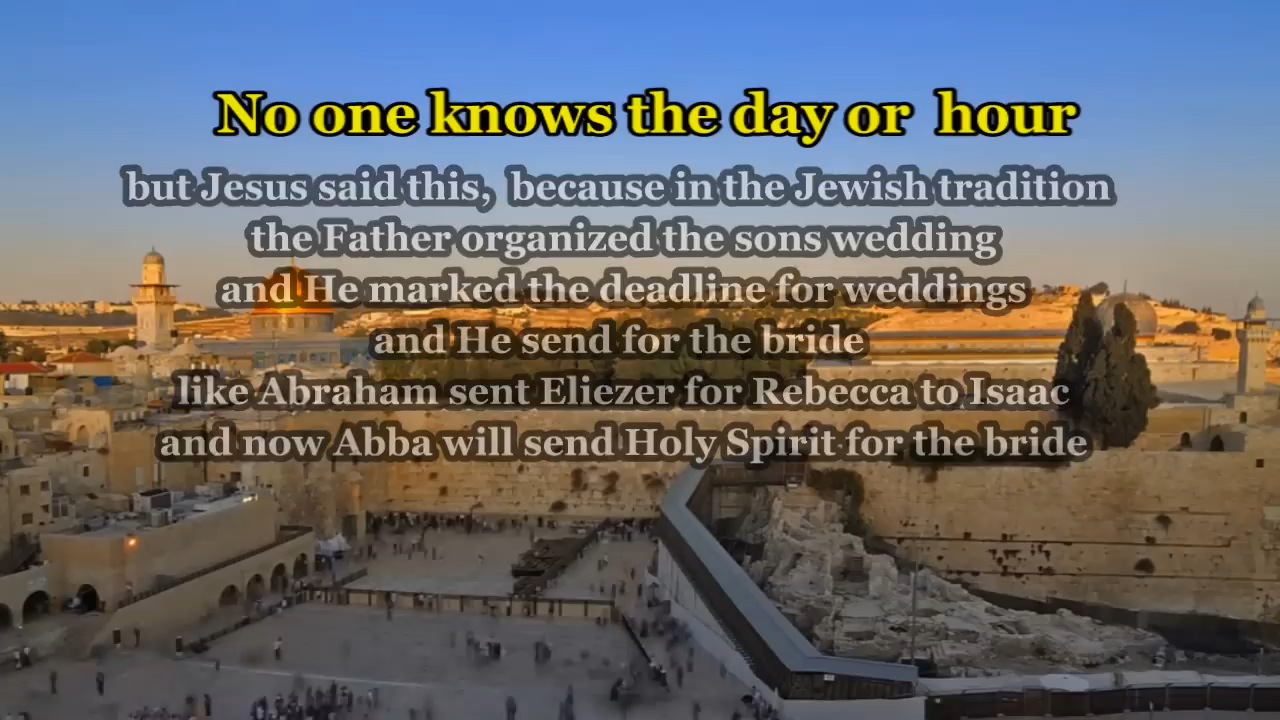 No one knows the day or hour
but Jesus said this, because in the Jewish tradition
the Father organized the sons wedding
and He marked the deadline for weddings
and He send for the bride
like Abraham sent Eliezer for Rebecca to Isaac
and now Abba will send Holy Spirit for the bride